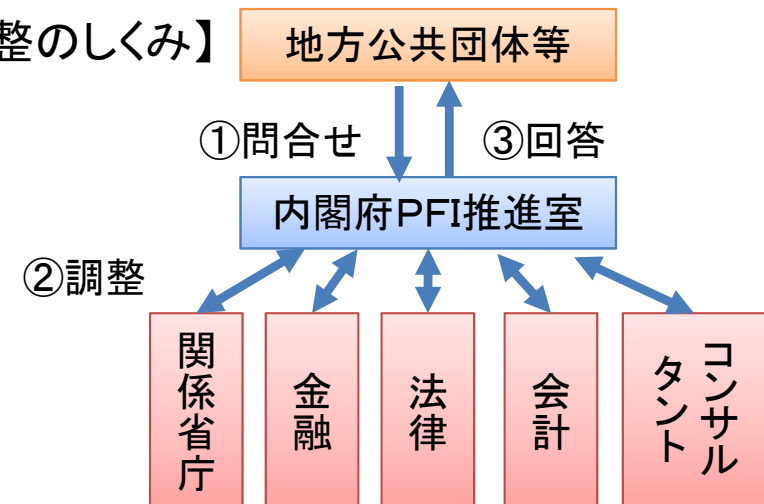 整のしくみ】
地方公共団体等
①問合せ
③回答
内閣府PFI推進室
②調整
関係省庁
金融
法律
会計
コンサル
タント